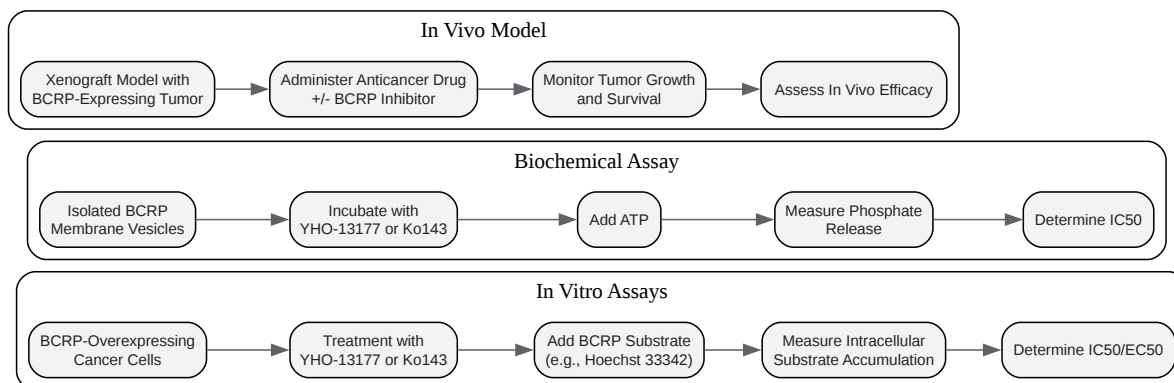 In Vivo Model
Xenograft Model with
BCRP-Expressing Tumor
Administer Anticancer Drug
+/- BCRP Inhibitor
Monitor Tumor Growth
and Survival
Assess In Vivo Efficacy
Biochemical Assay
Isolated BCRP
Membrane Vesicles
Incubate with
YHO-13177 or Ko143
Add ATP
Measure Phosphate
Release
Determine IC50
In Vitro Assays
BCRP-Overexpressing
Cancer Cells
Treatment with
YHO-13177 or Ko143
Add BCRP Substrate
(e.g., Hoechst 33342)
Measure Intracellular
Substrate Accumulation
Determine IC50/EC50